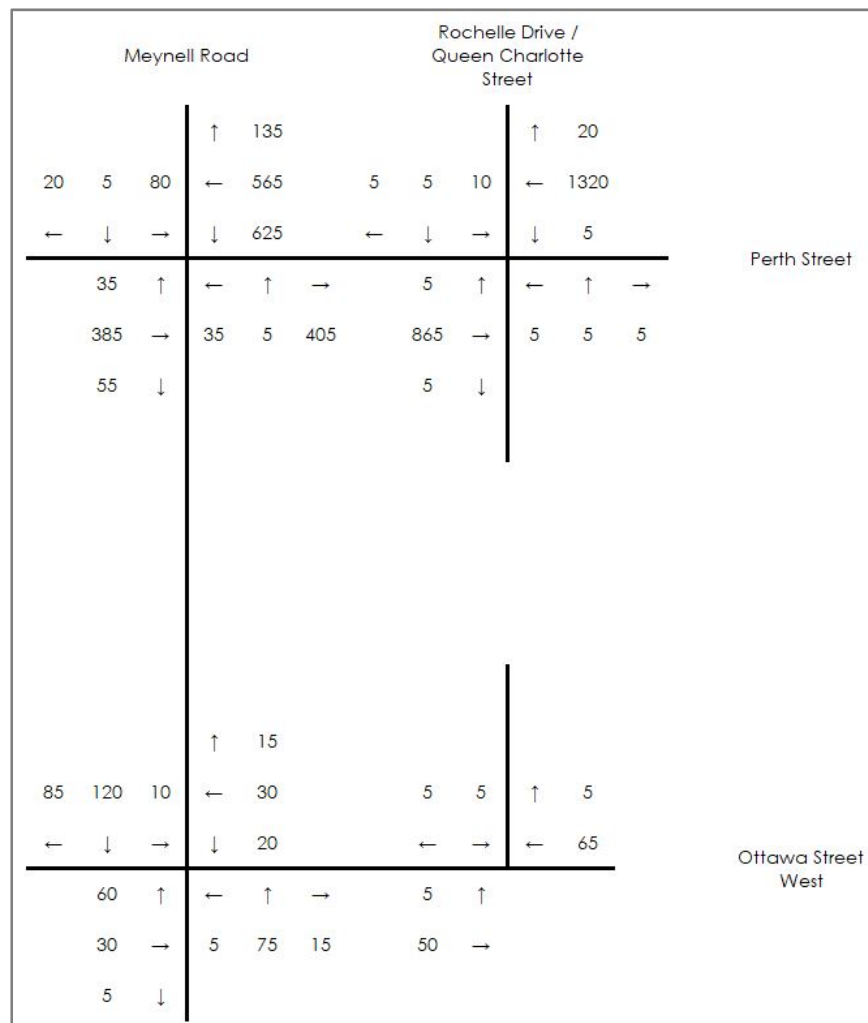 Meynell Road
Rochelle Drive /
Queen Charlotte
Street
↑ 135 ↑ 20
20 5 80 ← 565 5 5 10 ← 1320
← ↓ → ↓ 625 ← ↓ → ↓ 5
Perth Street
35 ↑ ← ↑ → 5 ↑ ← ↑ →
385 → 35 5 405 865 → 5 5 5
55 ↓ 5 ↓
↑ 15
85 120 10 ← 30 5 5 ↑ 5
← ↓ → ↓ 20 ← → ← 65
Ottawa Street
West
60 ↑ ← ↑ → 5 ↑
30 → 5 75 15 50 →
5 ↓